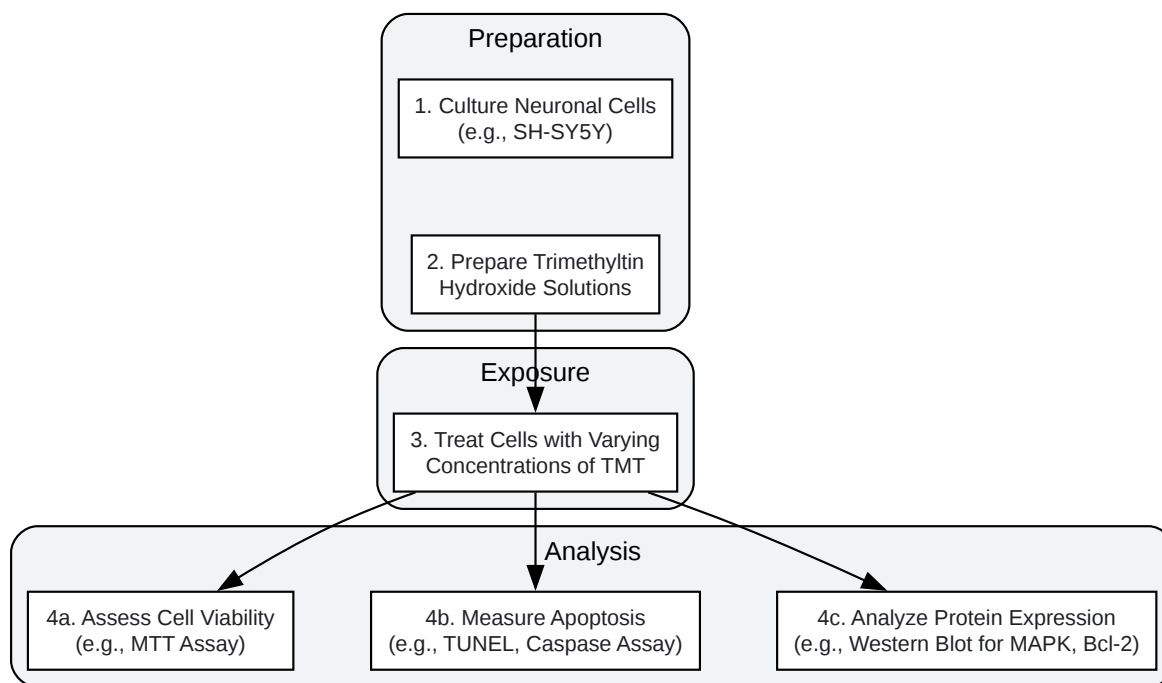 Preparation
1. Culture Neuronal Cells
(e.g., SH-SY5Y)
2. Prepare Trimethyltin
Hydroxide Solutions
Exposure
3. Treat Cells with Varying
Concentrations of TMT
Analysis
4a. Assess Cell Viability
(e.g., MTT Assay)
4b. Measure Apoptosis
(e.g., TUNEL, Caspase Assay)
4c. Analyze Protein Expression
(e.g., Western Blot for MAPK, Bcl-2)